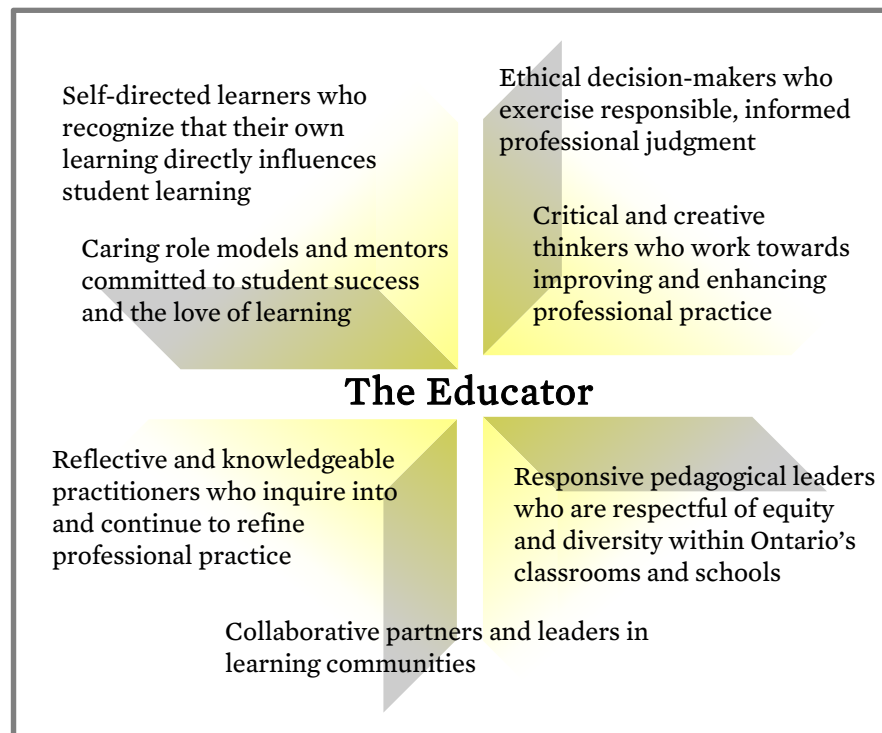 Self-directed learners who
recognize that their own
learning directly influences
student learning
Ethical decision-makers who
exercise responsible, informed
professional judgment
Caring role models and mentors
committed to student success
and the love of learning
Critical and creative
thinkers who work towards
improving and enhancing
professional practice
The Educator
Reflective and knowledgeable
practitioners who inquire into
and continue to refine
professional practice
Responsive pedagogical leaders
who are respectful of equity
and diversity within Ontario’s
classrooms and schools
Collaborative partners and leaders in
learning communities